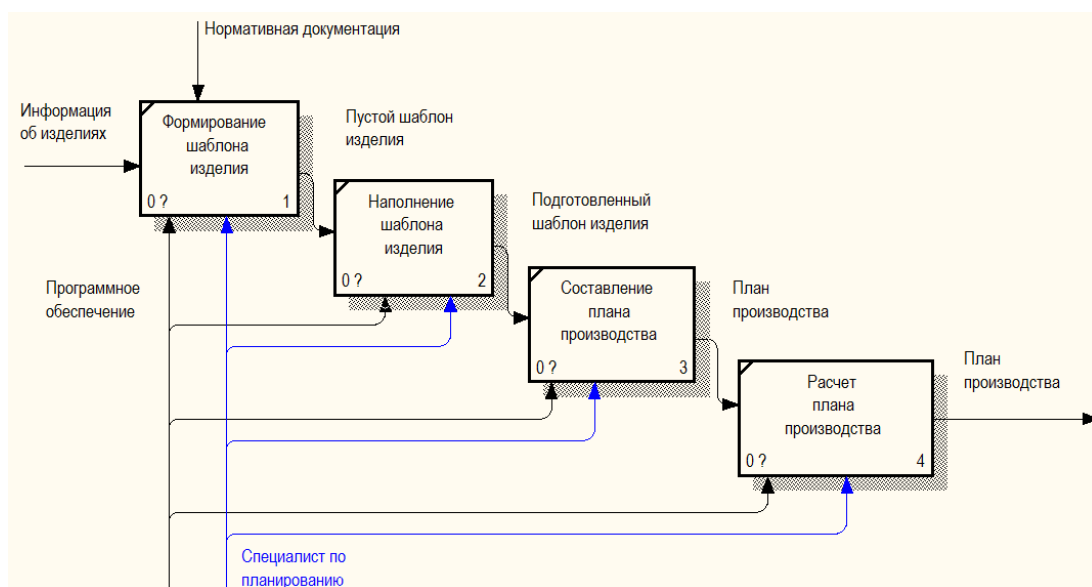 Нормативная документация
Информация
об изделиях
Формирование
шаблона
изделия
0 ?
1
Пустой шаблон
изделия
Наполнение
шаблона
изделия
0 ?
2
Подготовленный
шаблон изделия
Программное
обеспечение
Составление
плана
производства
0 ?
3
План
производства
Расчет
плана
производства
0 ?
4
План
производства
Специалист по
планированию